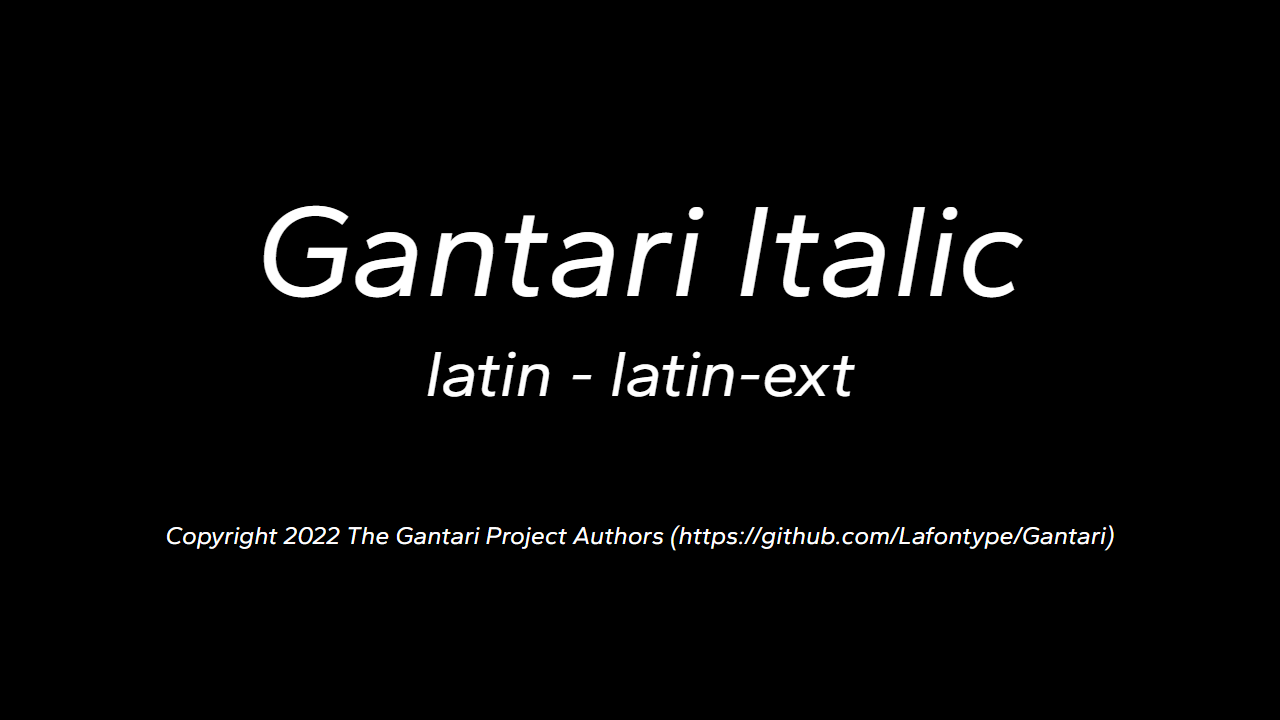 Gantari Italic
latin - latin-ext
Copyright 2022 The Gantari Project Authors (https://github.com/Lafontype/Gantari)